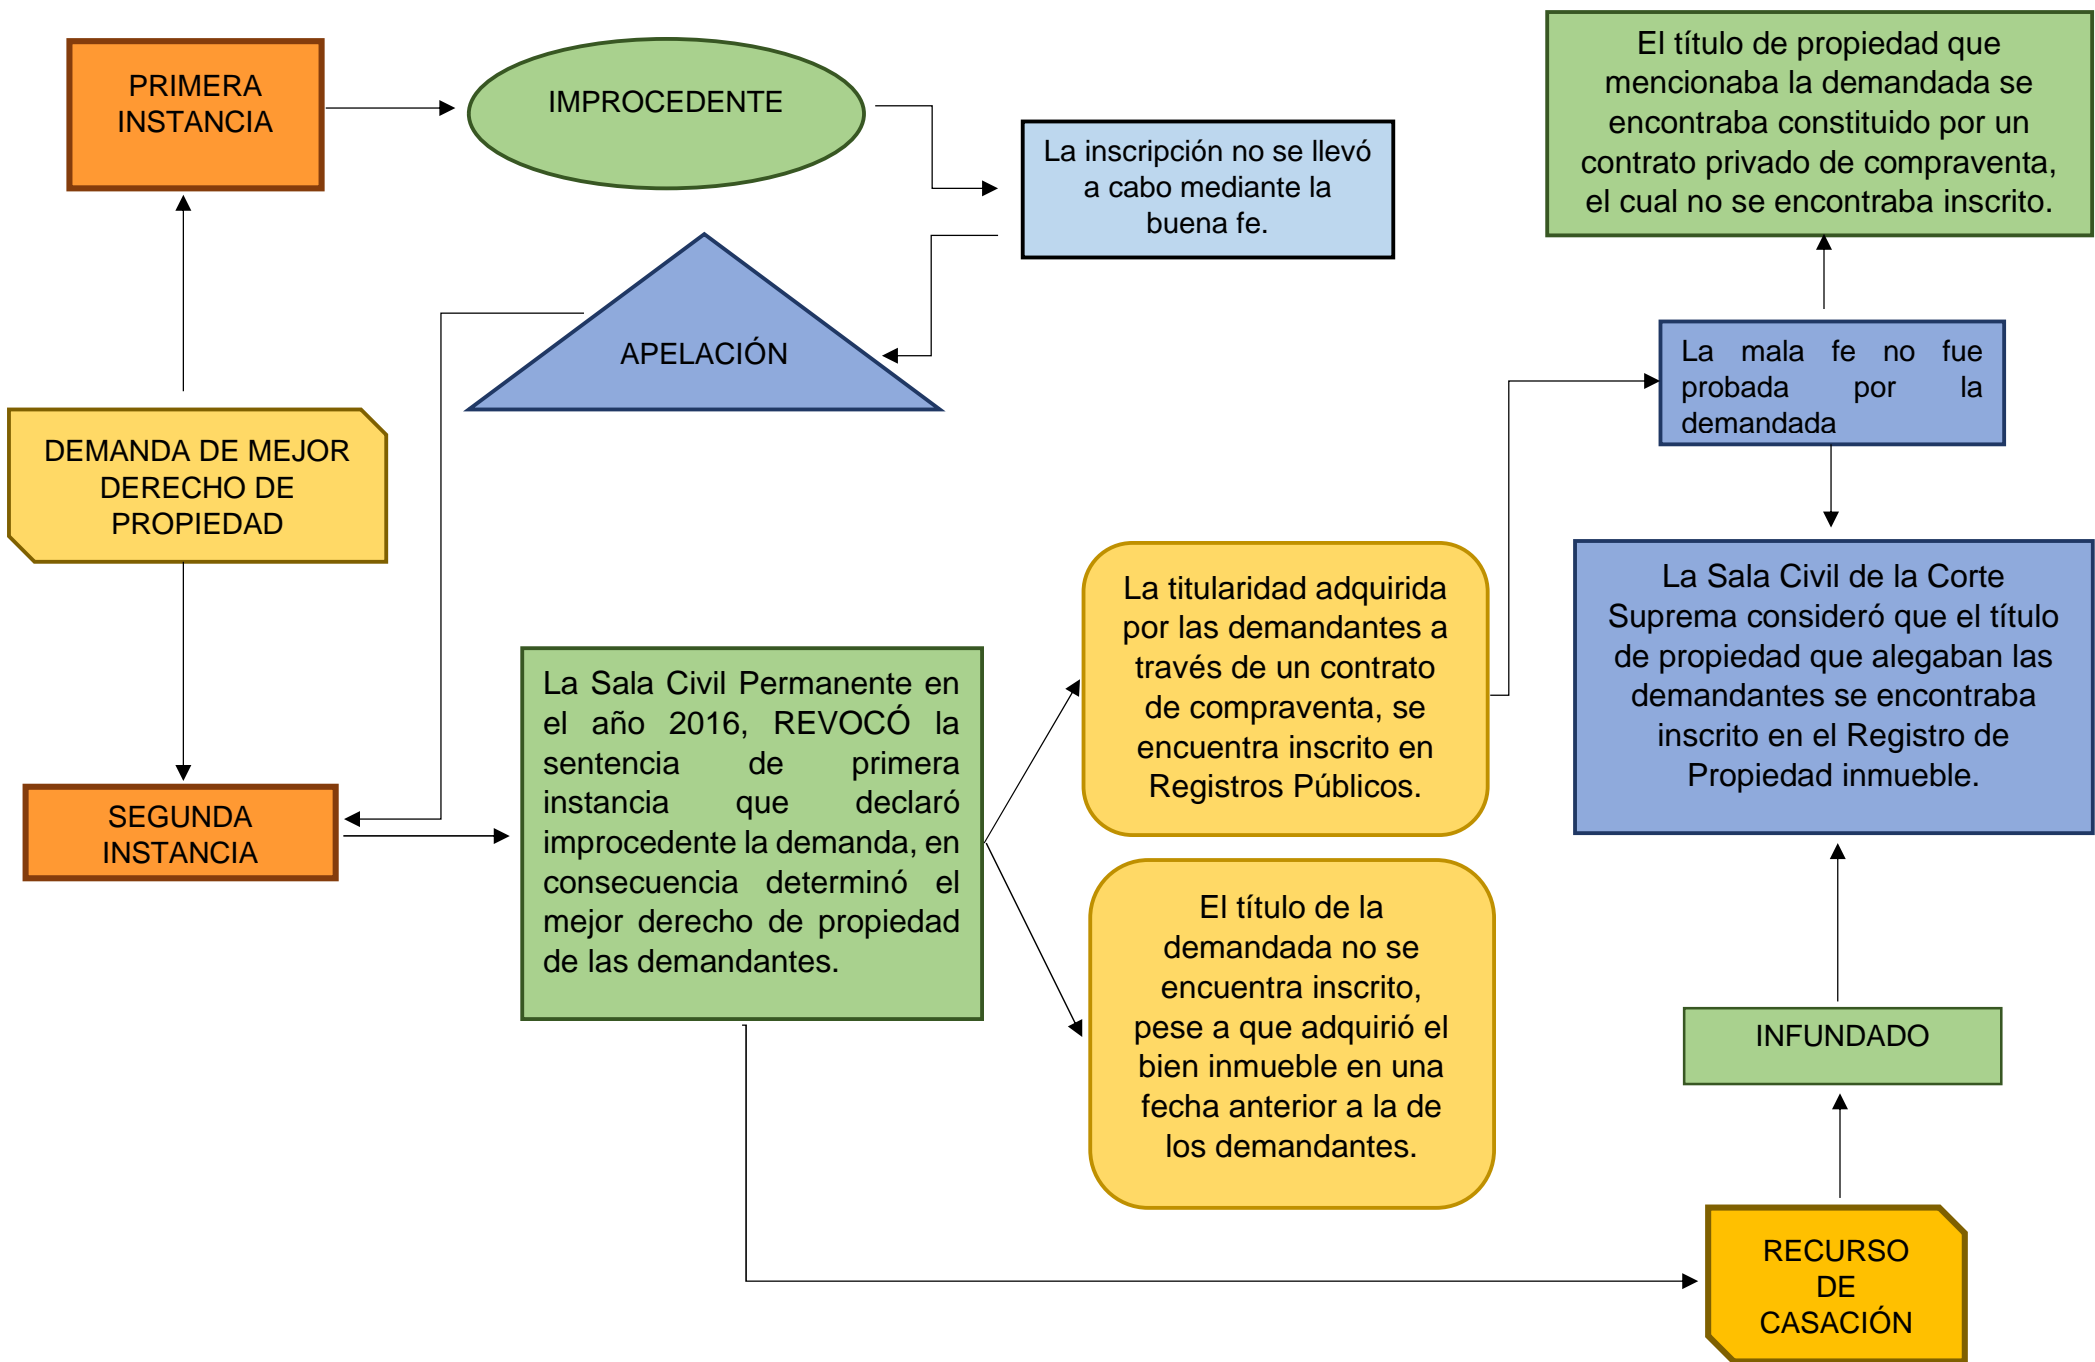 PRIMERA
INSTANCIA
IMPROCEDENTE
La inscripción no se llevó
a cabo mediante la
buena fe.
El título de propiedad que
mencionaba la demandada se
encontraba constituido por un
contrato privado de compraventa,
el cual no se encontraba inscrito.
APELACIÓN
La mala fe no fue
probada por la
demandada
DEMANDA DE MEJOR
DERECHO DE
PROPIEDAD
La titularidad adquirida
por las demandantes a
través de un contrato
de compraventa, se
encuentra inscrito en
Registros Públicos.
La Sala Civil de la Corte
Suprema consideró que el título
de propiedad que alegaban las
demandantes se encontraba
inscrito en el Registro de
Propiedad inmueble.
SEGUNDA
INSTANCIA
La Sala Civil Permanente en
el año 2016, REVOCÓ la
sentencia de primera
instancia que declaró
improcedente la demanda, en
consecuencia determinó el
mejor derecho de propiedad
de las demandantes.
El título de la
demandada no se
encuentra inscrito,
pese a que adquirió el
bien inmueble en una
fecha anterior a la de
los demandantes.
INFUNDADO
RECURSO
DE
CASACIÓN